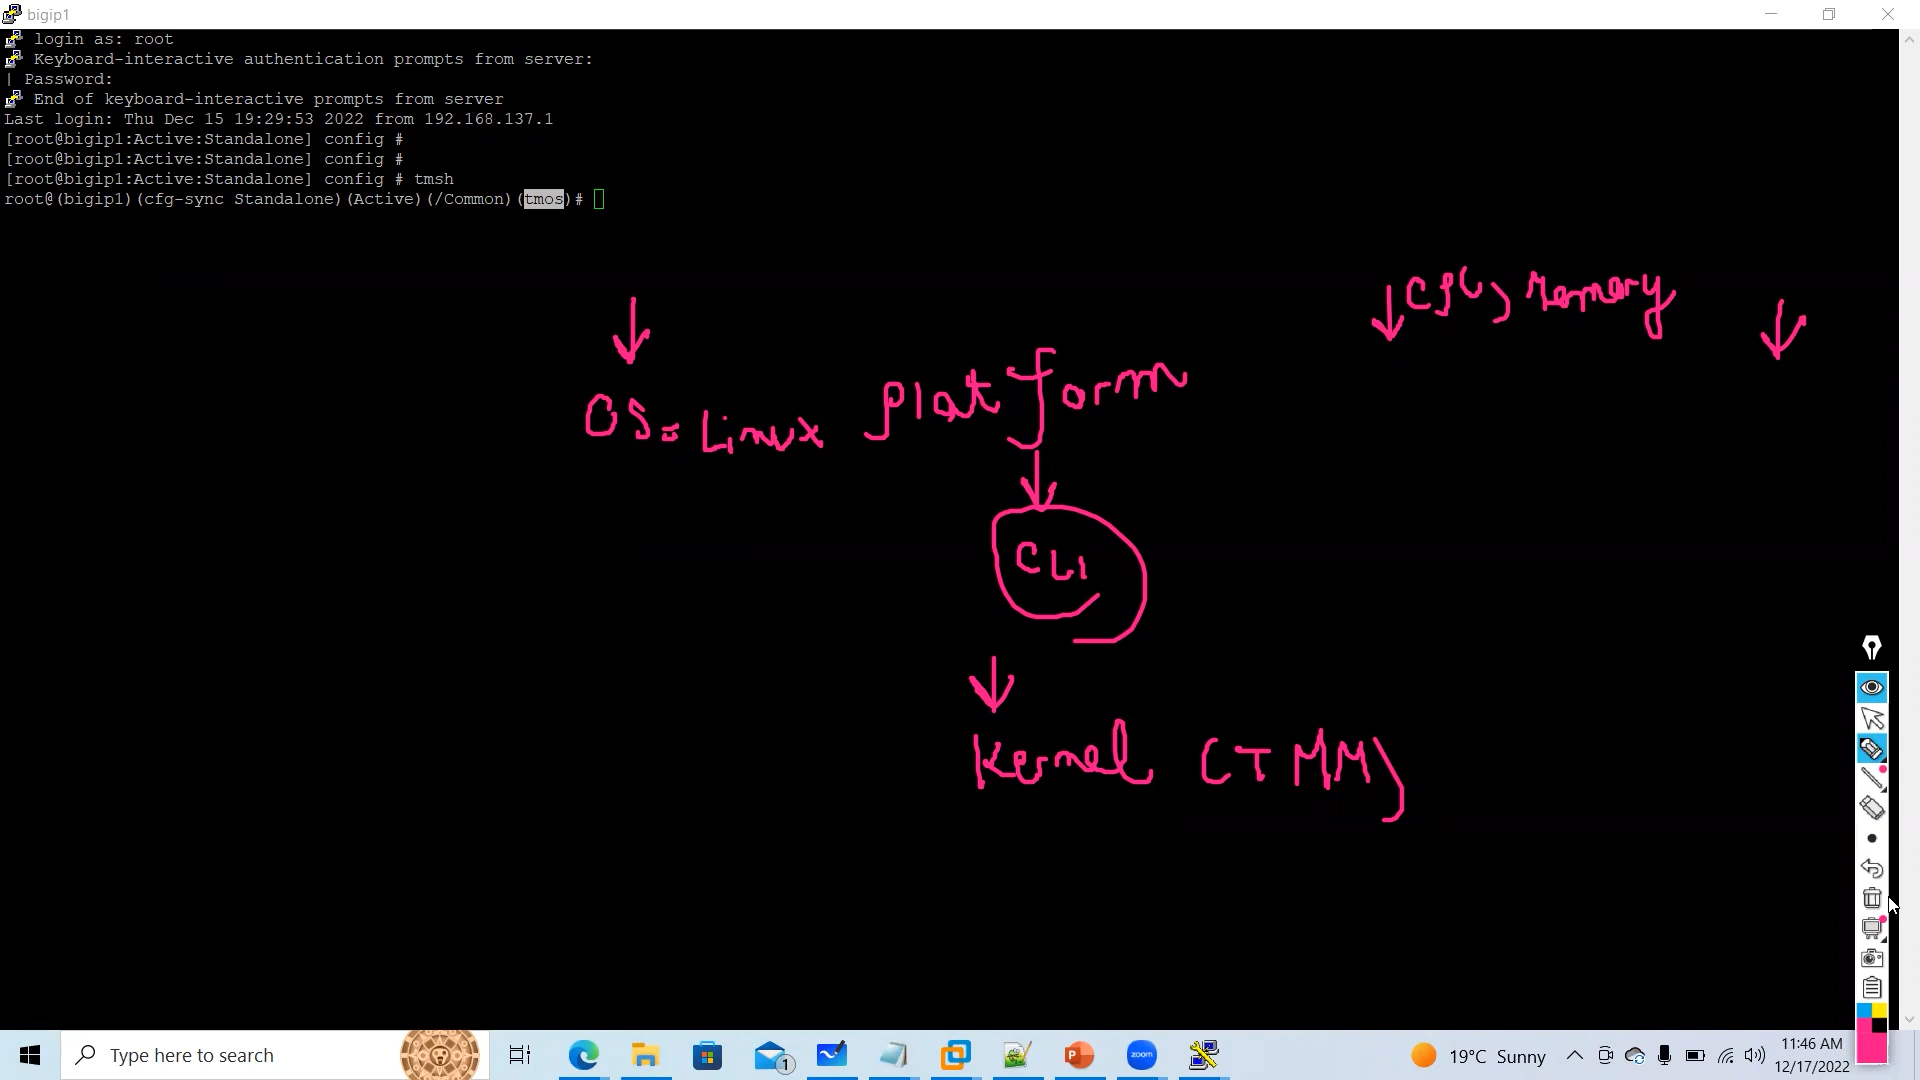 bigip1
login as: root
Keyboard-interactive authentication prompts from server:
| Password:
End of keyboard-interactive prompts from server
Last login: Thu Dec 15 19:29:53 2022 from 192.168.137.1
[root@bigip1:Active:Standalone] config #
[root@bigip1:Active:Standalone] config #
[root@bigip1:Active:Standalone] config # tmsh
root@(bigip1)(cfg-sync Standalone)(Active)(/Common)(tmos)#
CPU, Memory
OS = Linux platform
CLI
Kernel (TMM)
Type here to search
1
zoom
19°C Sunny
11:46 AM
12/17/2022